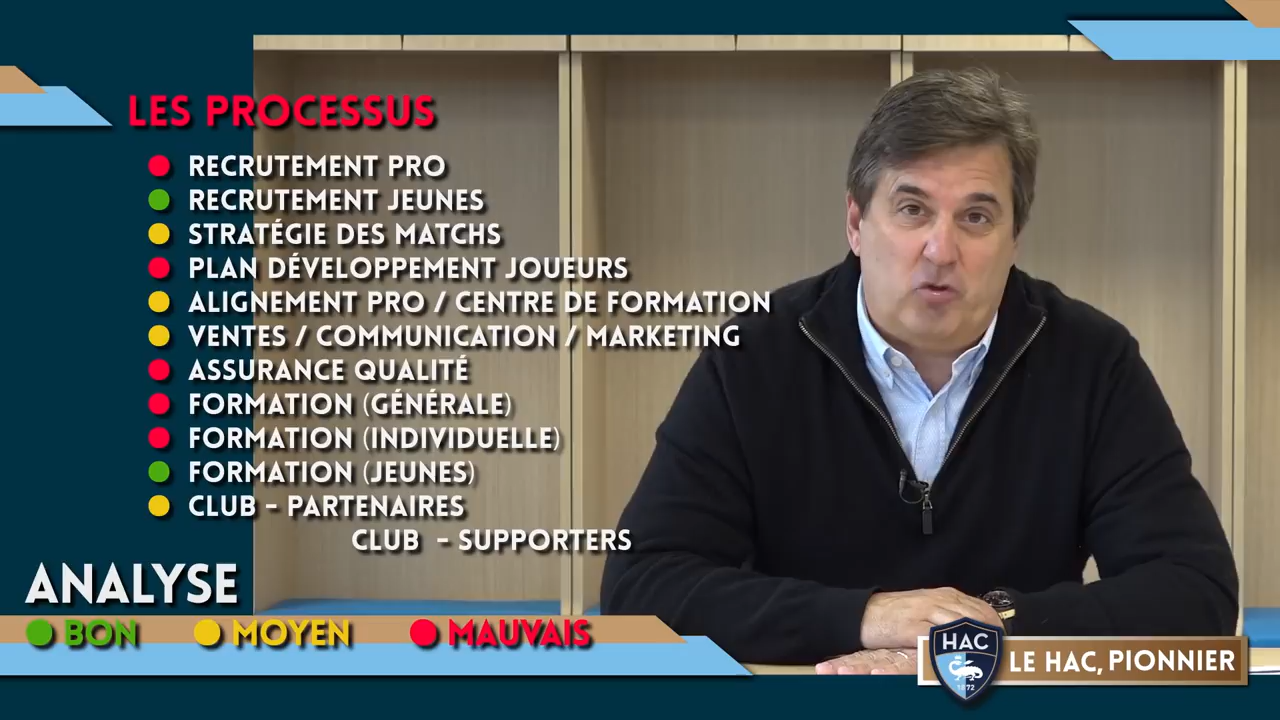 LES PROCESSUS
RECRUTEMENT PRO
RECRUTEMENT JEUNES
STRATÉGIE DES MATCHS
PLAN DÉVELOPPEMENT JOUEURS
ALIGNEMENT PRO / CENTRE DE FORMATION
VENTES / COMMUNICATION / MARKETING
ASSURANCE QUALITÉ
FORMATION (GÉNÉRALE)
FORMATION (INDIVIDUELLE)
FORMATION (JEUNES)
CLUB - PARTENAIRES
CLUB - SUPPORTERS
ANALYSE
BON MOYEN MAUVAIS
HAC
1872
LE HAC, PIONNIER